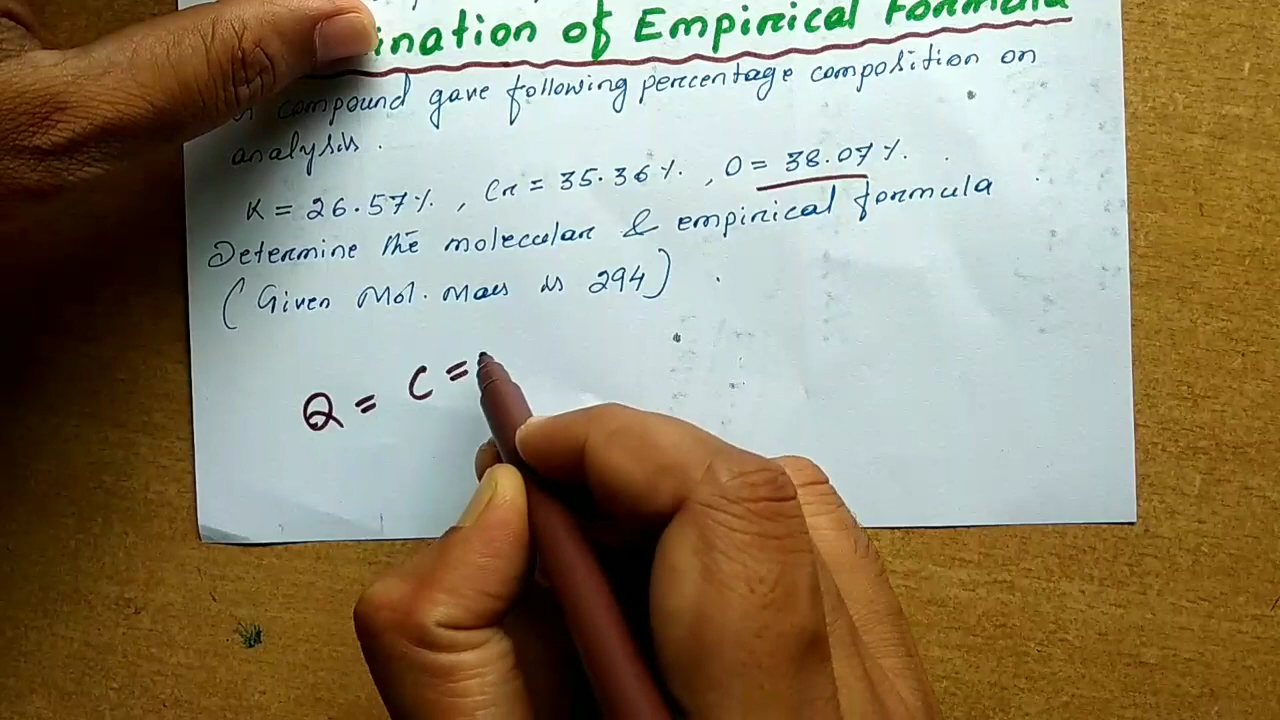 ination of Empirical Formula
compound gave following percentage composition on
analysis.
K = 26.57%, Cr = 35.36%, O = 38.07%.
Determine the molecular & empirical formula
(Given Mol. Mass is 294)
Q = C =